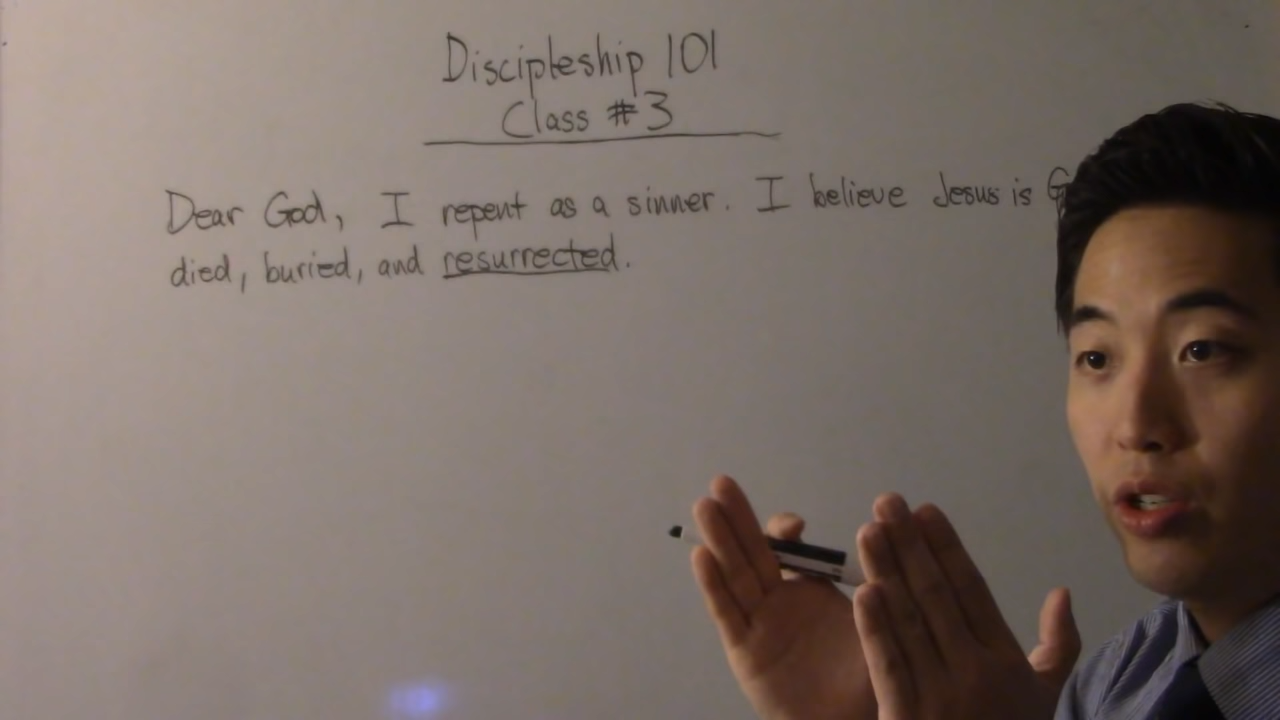 Discipleship 101
Class #3
Dear God, I repent as a sinner. I believe Jesus is
died, buried, and resurrected.